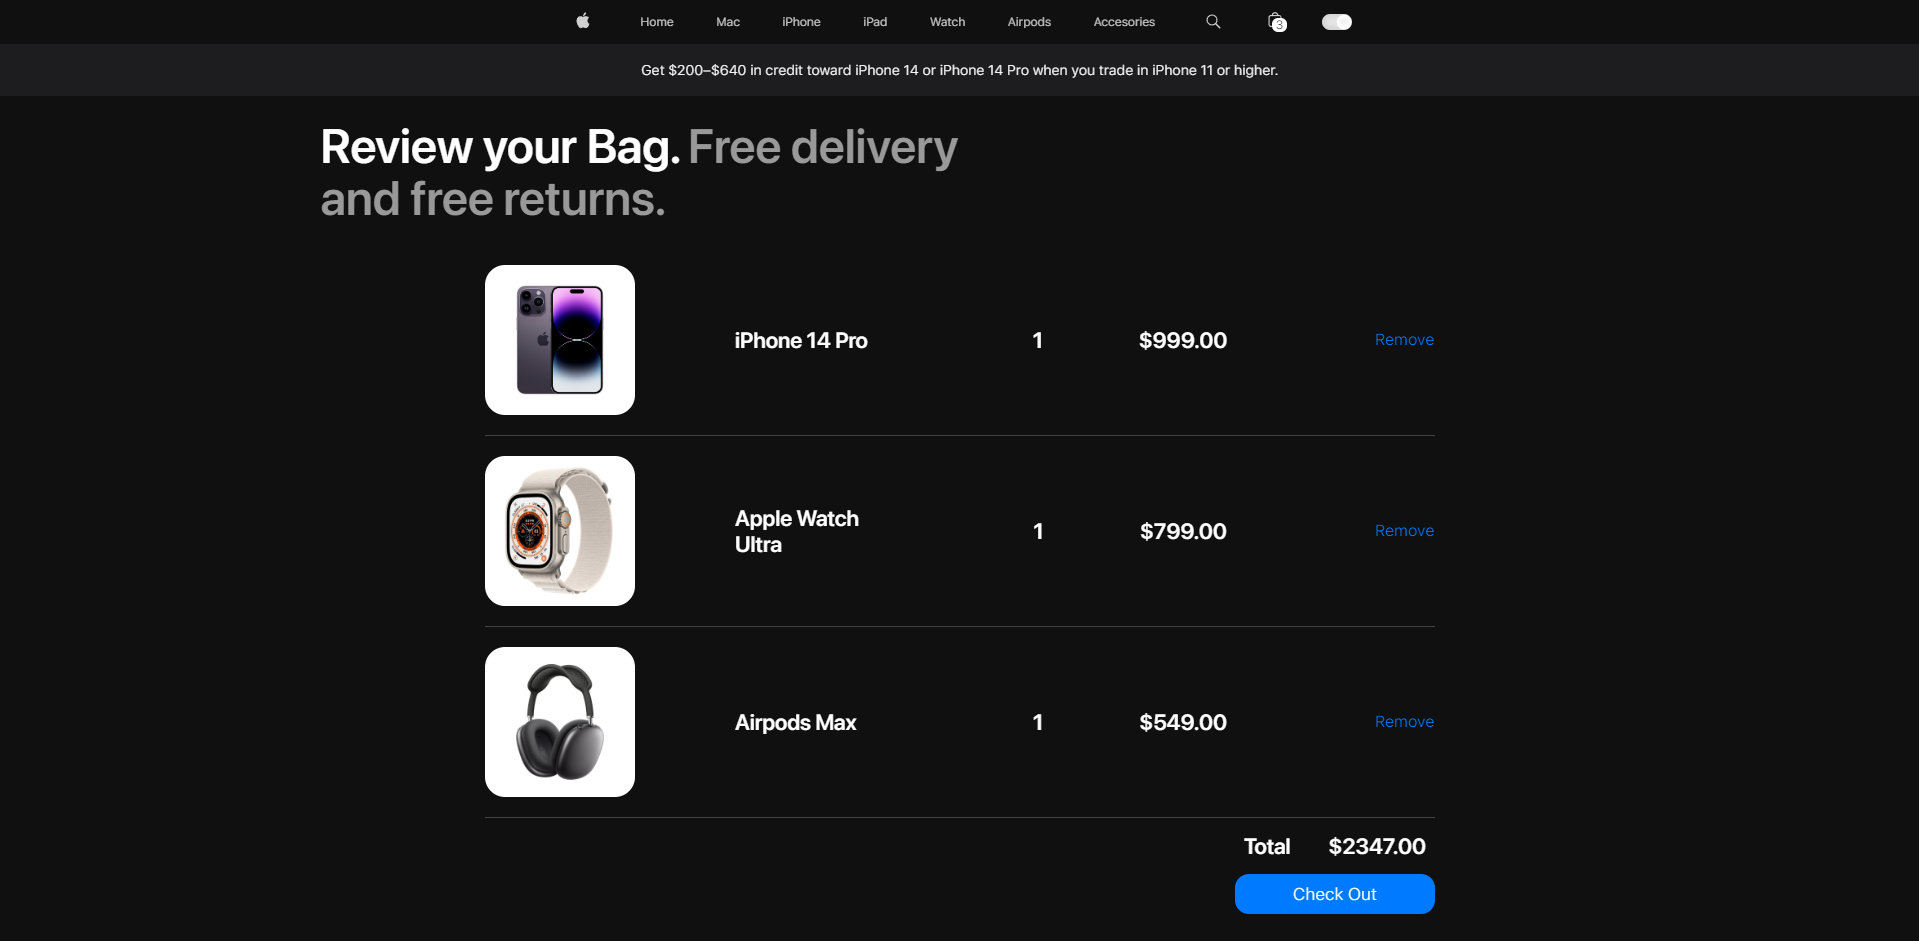 Home Mac iPhone iPad Watch Airpods Accesories 3
Get $200–$640 in credit toward iPhone 14 or iPhone 14 Pro when you trade in iPhone 11 or higher.
Review your Bag. Free delivery
and free returns.
iPhone 14 Pro 1 $999.00 Remove
Apple Watch
Ultra 1 $799.00 Remove
Airpods Max 1 $549.00 Remove
Total $2347.00
Check Out